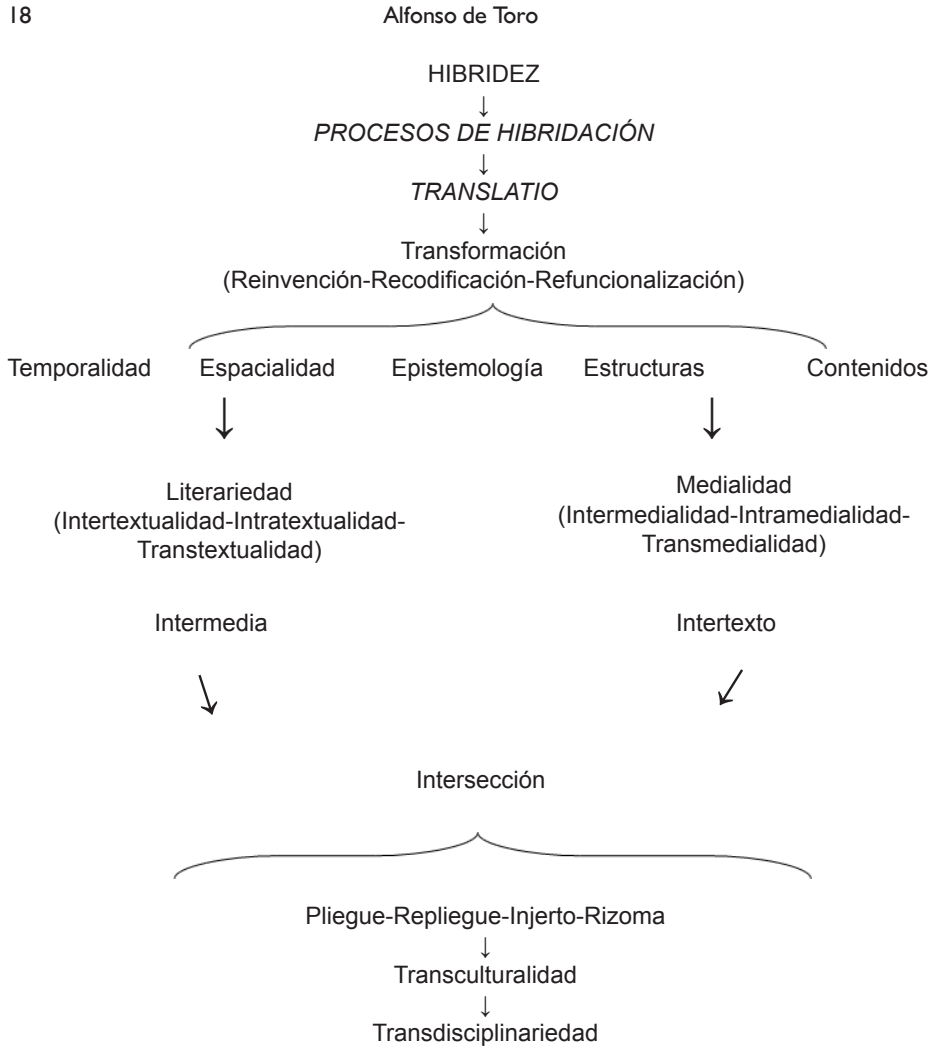 18 Alfonso de Toro
HIBRIDEZ
↓
PROCESOS DE HIBRIDACIÓN
↓
TRANSLATIO
↓
Transformación
(Reinvención-Recodificación-Refuncionalización)
Temporalidad Espacialidad Epistemología Estructuras Contenidos
↓ ↓
Literariedad
(Intertextualidad-Intratextualidad-
Transtextualidad)
Medialidad
(Intermedialidad-Intramedialidad-
Transmedialidad)
Intermedia Intertexto
↘ ↙
Intersección
Pliegue-Repliegue-Injerto-Rizoma
↓
Transculturalidad
↓
Transdisciplinariedad